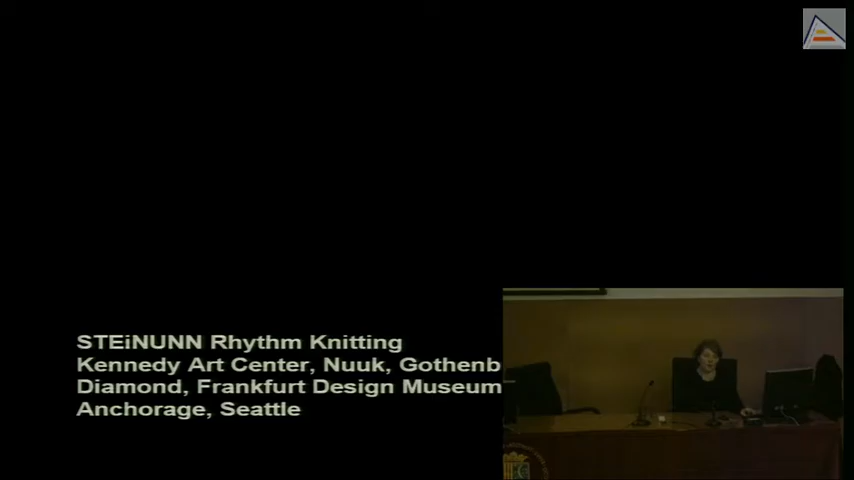 STEiNUNN Rhythm Knitting
Kennedy Art Center, Nuuk, Gothenb
Diamond, Frankfurt Design Museum
Anchorage, Seattle